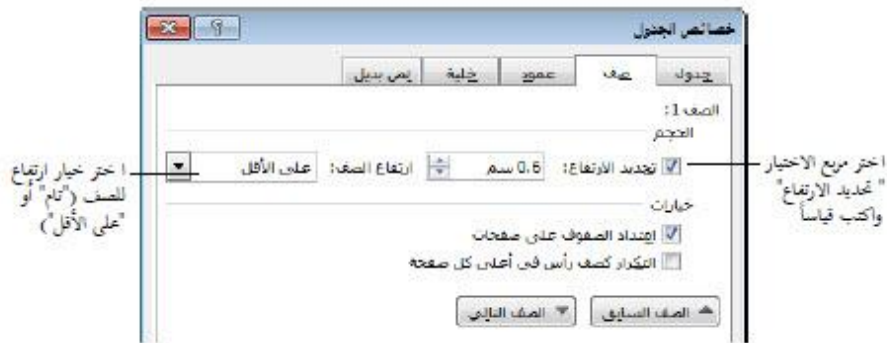 خصائص الجدول
جدول صف عمود خلية نص بديل
الصف 1:
الحجم
تحديد الارتفاع: 0.6 سم ارتفاع الصف: على الأقل
خيارات
امتداد الصفوف على صفحات
التكرار كصف رأس في أعلى كل صفحة
الصف السابق الصف التالي
اختر مربع الاختيار
"تحديد الارتفاع"
واكتب قياساً
اختر خيار ارتفاع
للصف ("تام" أو
"على الأقل")